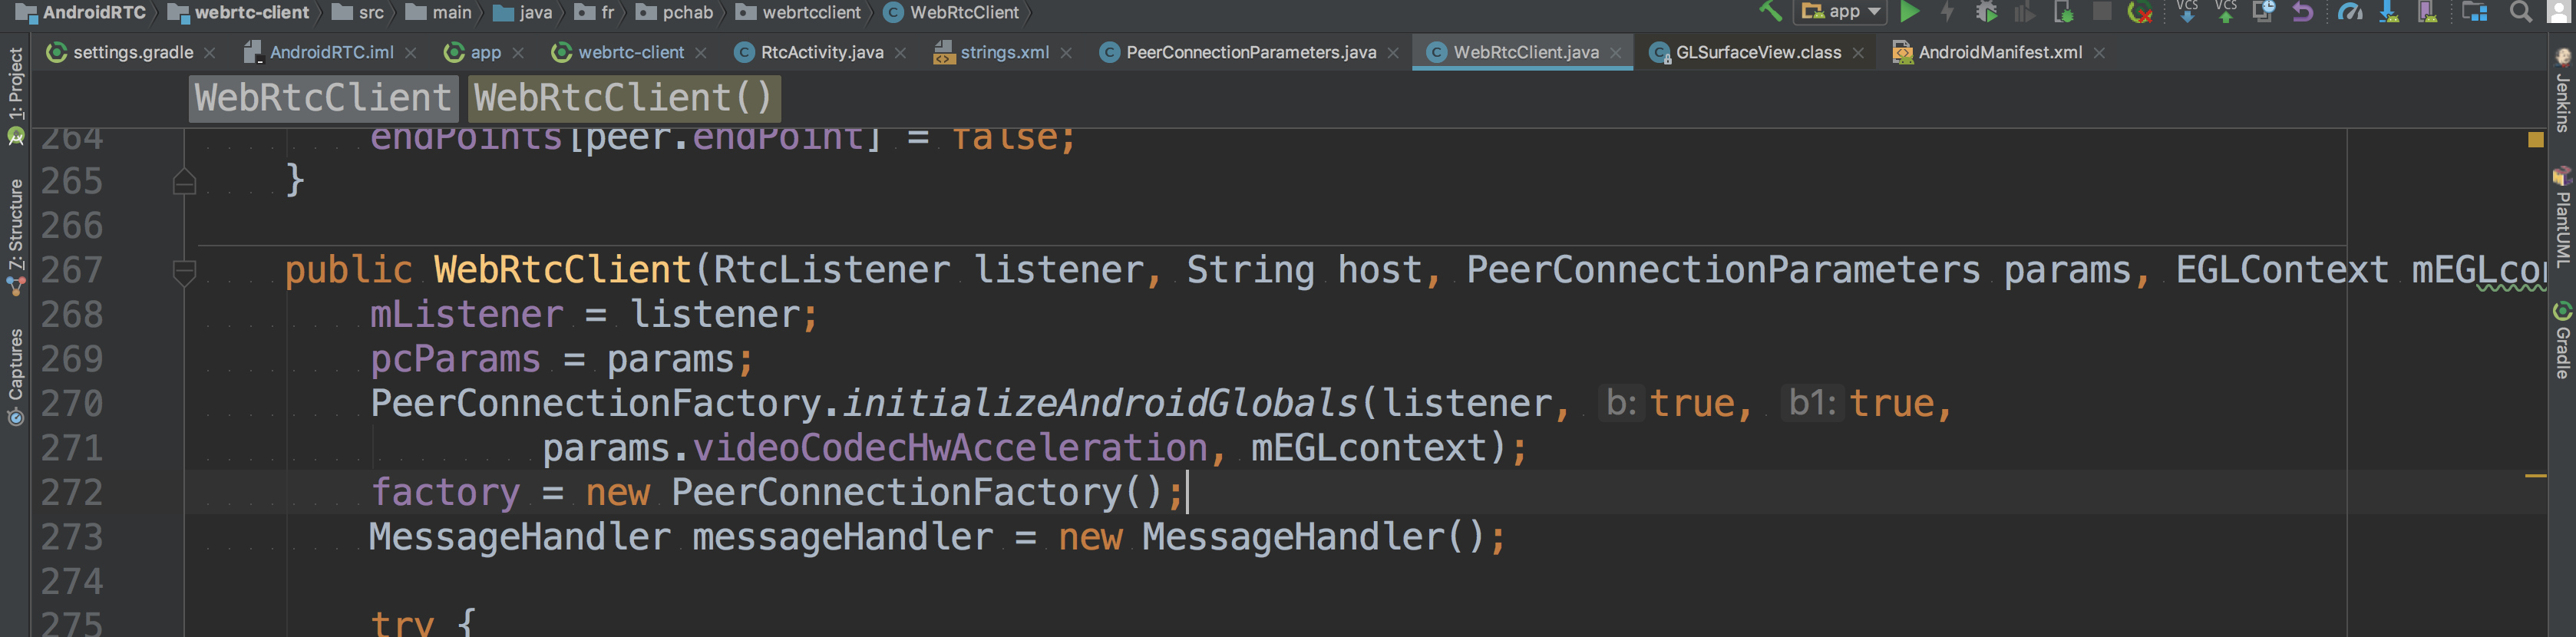 AndroidRTC webrtc-client src main java fr pchab webrtcclient WebRtcClient app VCS VCS
settings.gradle AndroidRTC.iml app webrtc-client RtcActivity.java strings.xml PeerConnectionParameters.java WebRtcClient.java GLSurfaceView.class AndroidManifest.xml
1: Project
Z: Structure
Captures
WebRtcClient WebRtcClient()
264 endPoints[peer.endPoint] = false;
265 }
266
267 public WebRtcClient(RtcListener listener, String host, PeerConnectionParameters params, EGLContext mEGLcon
268 mListener = listener;
269 pcParams = params;
270 PeerConnectionFactory.initializeAndroidGlobals(listener, b: true, b1: true,
271 params.videoCodecHwAcceleration, mEGLcontext);
272 factory = new PeerConnectionFactory();
273 MessageHandler messageHandler = new MessageHandler();
274
275 try {
Jenkins
PlantUML
Gradle